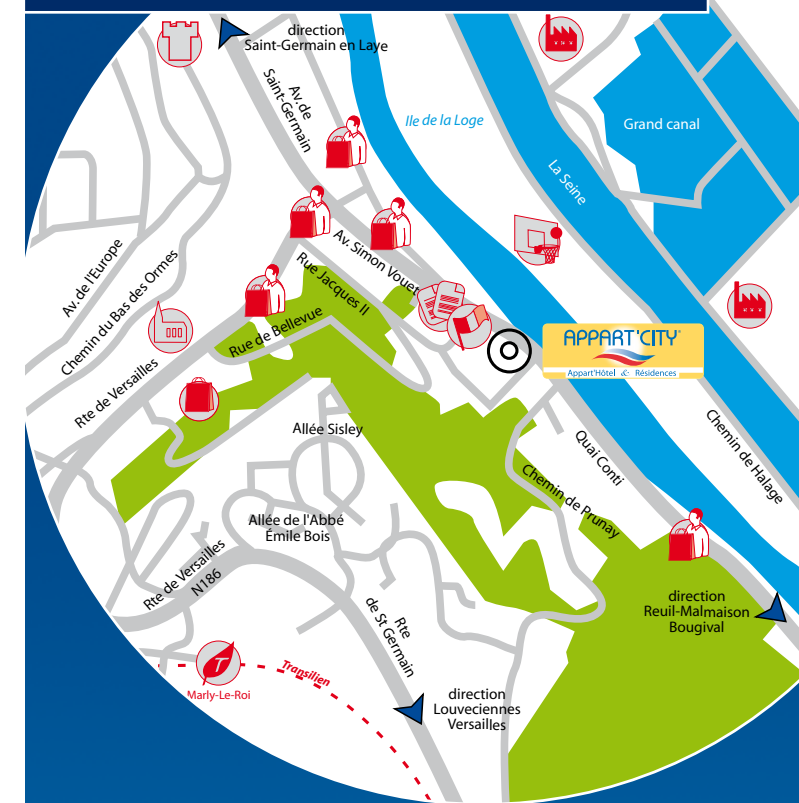 direction
Saint-Germain en Laye
Av. de
Saint-Germain
Ile de la Loge
Grand canal
La Seine
Av. Simon Vouet
Rue Jacques II
Av. de l'Europe
Chemin du Bas des Ormes
Rue de Bellevue
APPART'CITY
Appart'Hôtel & Résidences
Rte de Versailles
Allée Sisley
Quai Conti
Chemin de Halage
Chemin de Prunay
Allée de l'Abbé
Émile Bois
Rte de Versailles
N186
direction
Reuil-Malmaison
Bougival
Rte
de St Germain
T
Marly-Le-Roi
Transilien
direction
Louveciennes
Versailles